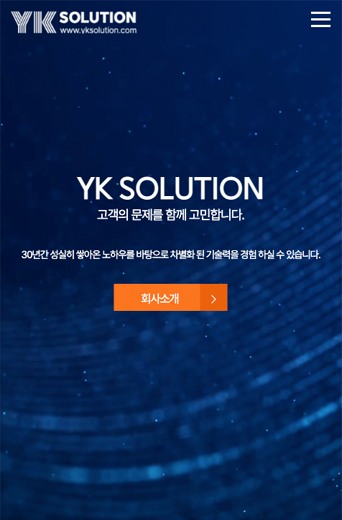 YK SOLUTION
www.yksolution.com
YK SOLUTION
고객의 문제를 함께 고민합니다.
30년간 성실히 쌓아온 노하우를 바탕으로 차별화 된 기술력을 경험 하실 수 있습니다.
회사소개